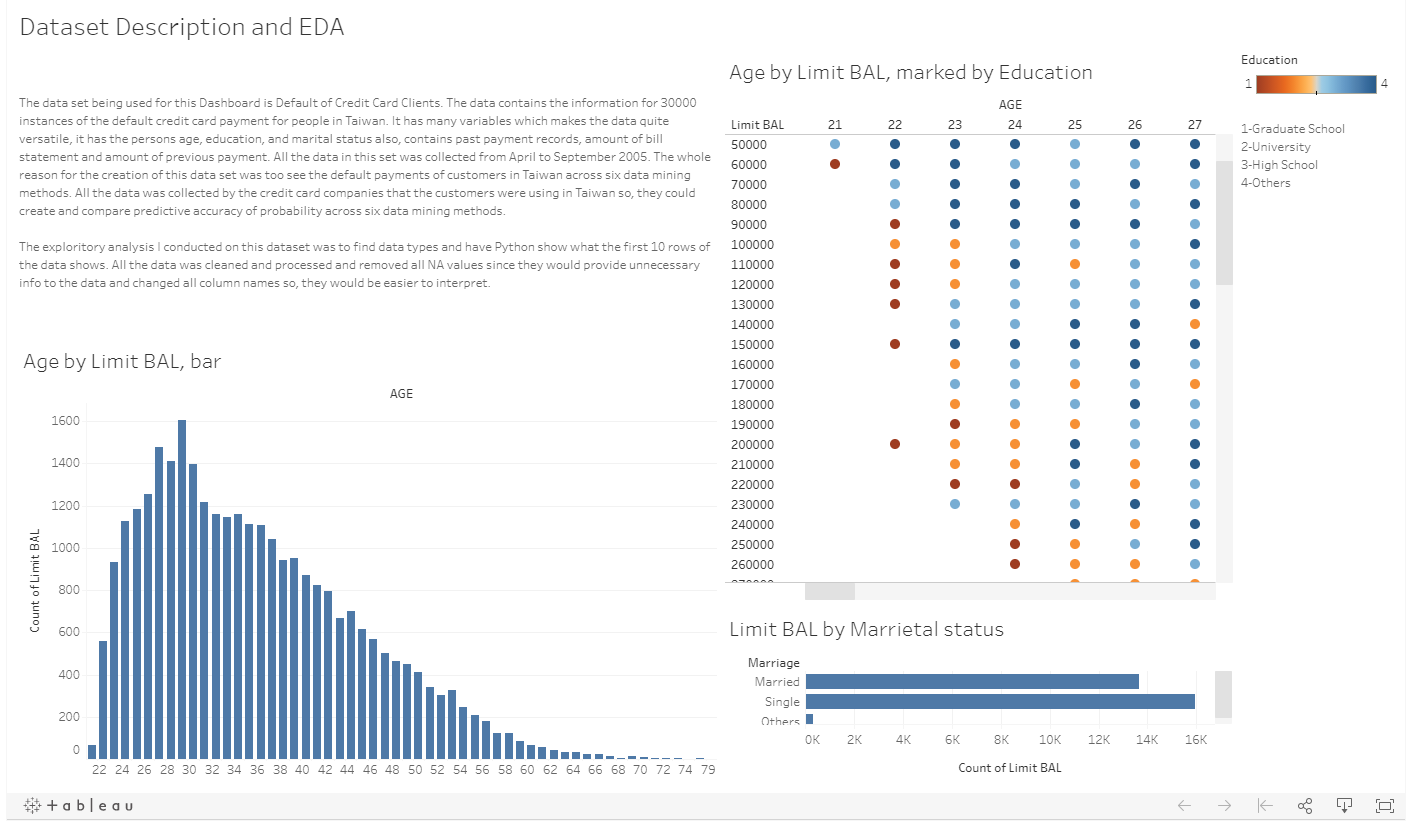 Dataset Description and EDA
The data set being used for this Dashboard is Default of Credit Card Clients. The data contains the information for 30000
instances of the default credit card payment for people in Taiwan. It has many variables which makes the data quite
versatile, it has the persons age, education, and marital status also, contains past payment records, amount of bill
statement and amount of previous payment. All the data in this set was collected from April to September 2005. The whole
reason for the creation of this data set was too see the default payments of customers in Taiwan across six data mining
methods. All the data was collected by the credit card companies that the customers were using in Taiwan so, they could
create and compare predictive accuracy of probability across six data mining methods.
The exploritory analysis I conducted on this dataset was to find data types and have Python show what the first 10 rows of
the data shows. All the data was cleaned and processed and removed all NA values since they would provide unnecessary
info to the data and changed all column names so, they would be easier to interpret.
Age by Limit BAL, bar
AGE
Count of Limit BAL
1600
1400
1200
1000
800
600
400
200
0
22 24 26 28 30 32 34 36 38 40 42 44 46 48 50 52 54 56 58 60 62 64 66 68 70 72 74 79
Age by Limit BAL, marked by Education
AGE
Limit BAL 21 22 23 24 25 26 27
50000
60000
70000
80000
90000
100000
110000
120000
130000
140000
150000
160000
170000
180000
190000
200000
210000
220000
230000
240000
250000
260000
270000
Education
1 4
1-Graduate School
2-University
3-High School
4-Others
Limit BAL by Marrietal status
Marriage
Married
Single
Others
0K 2K 4K 6K 8K 10K 12K 14K 16K
Count of Limit BAL
+ableau